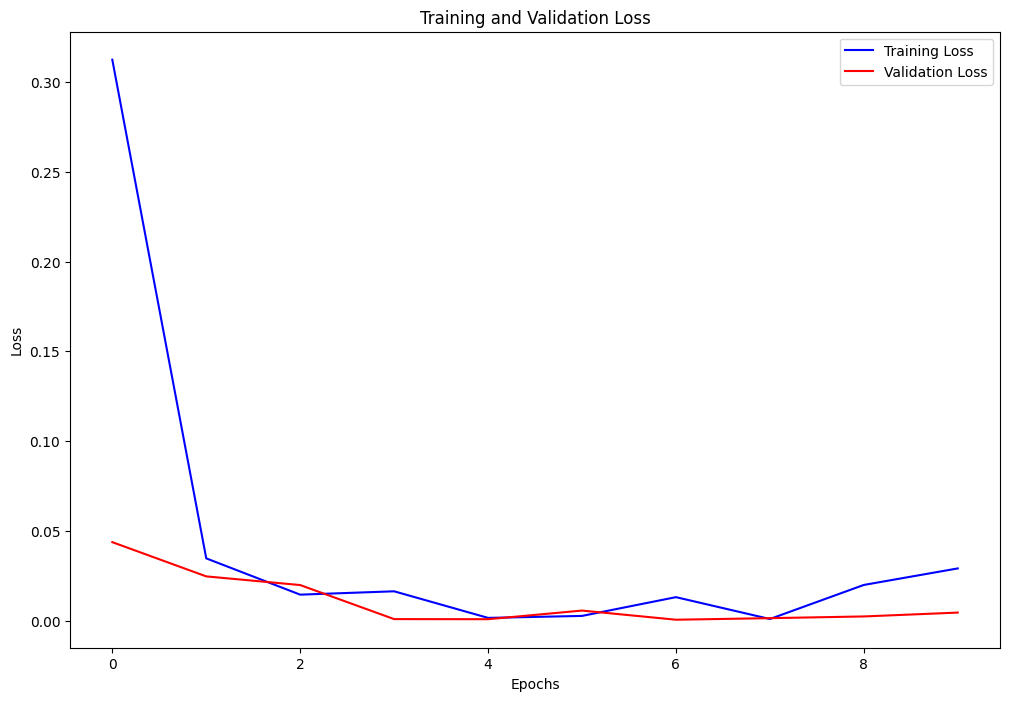 Training and Validation Loss
Training Loss
Validation Loss
0.30
0.25
0.20
0.15
0.10
0.05
0.00
Loss
0 2 4 6 8
Epochs